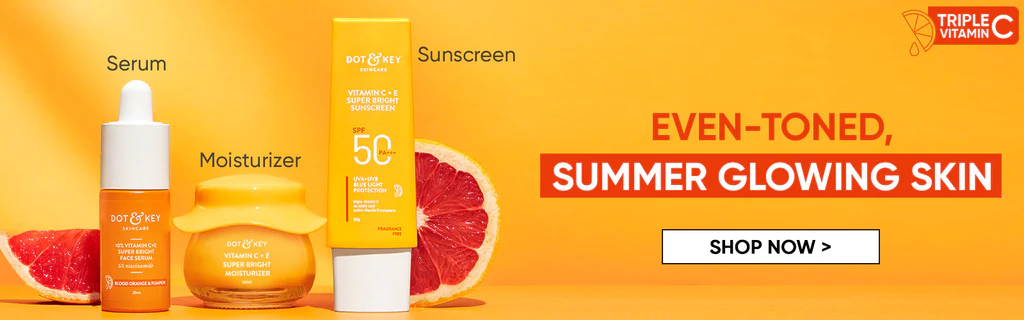 Serum
DOT & KEY
SKINCARE
10% VITAMIN C+E
SUPER BRIGHT
FACE SERUM
5% niacinamide
BLOOD ORANGE & PUMPKIN
Moisturizer
DOT & KEY
VITAMIN C + E
SUPER BRIGHT
MOISTURIZER
Sunscreen
DOT & KEY
SKINCARE
VITAMIN C + E
SUPER BRIGHT
SUNSCREEN
SPF
50
PA+++
UVA+UVB
BLUE LIGHT
PROTECTION
FRAGRANCE
FREE
TRIPLE
VITAMIN C
EVEN-TONED,
SUMMER GLOWING SKIN
SHOP NOW >